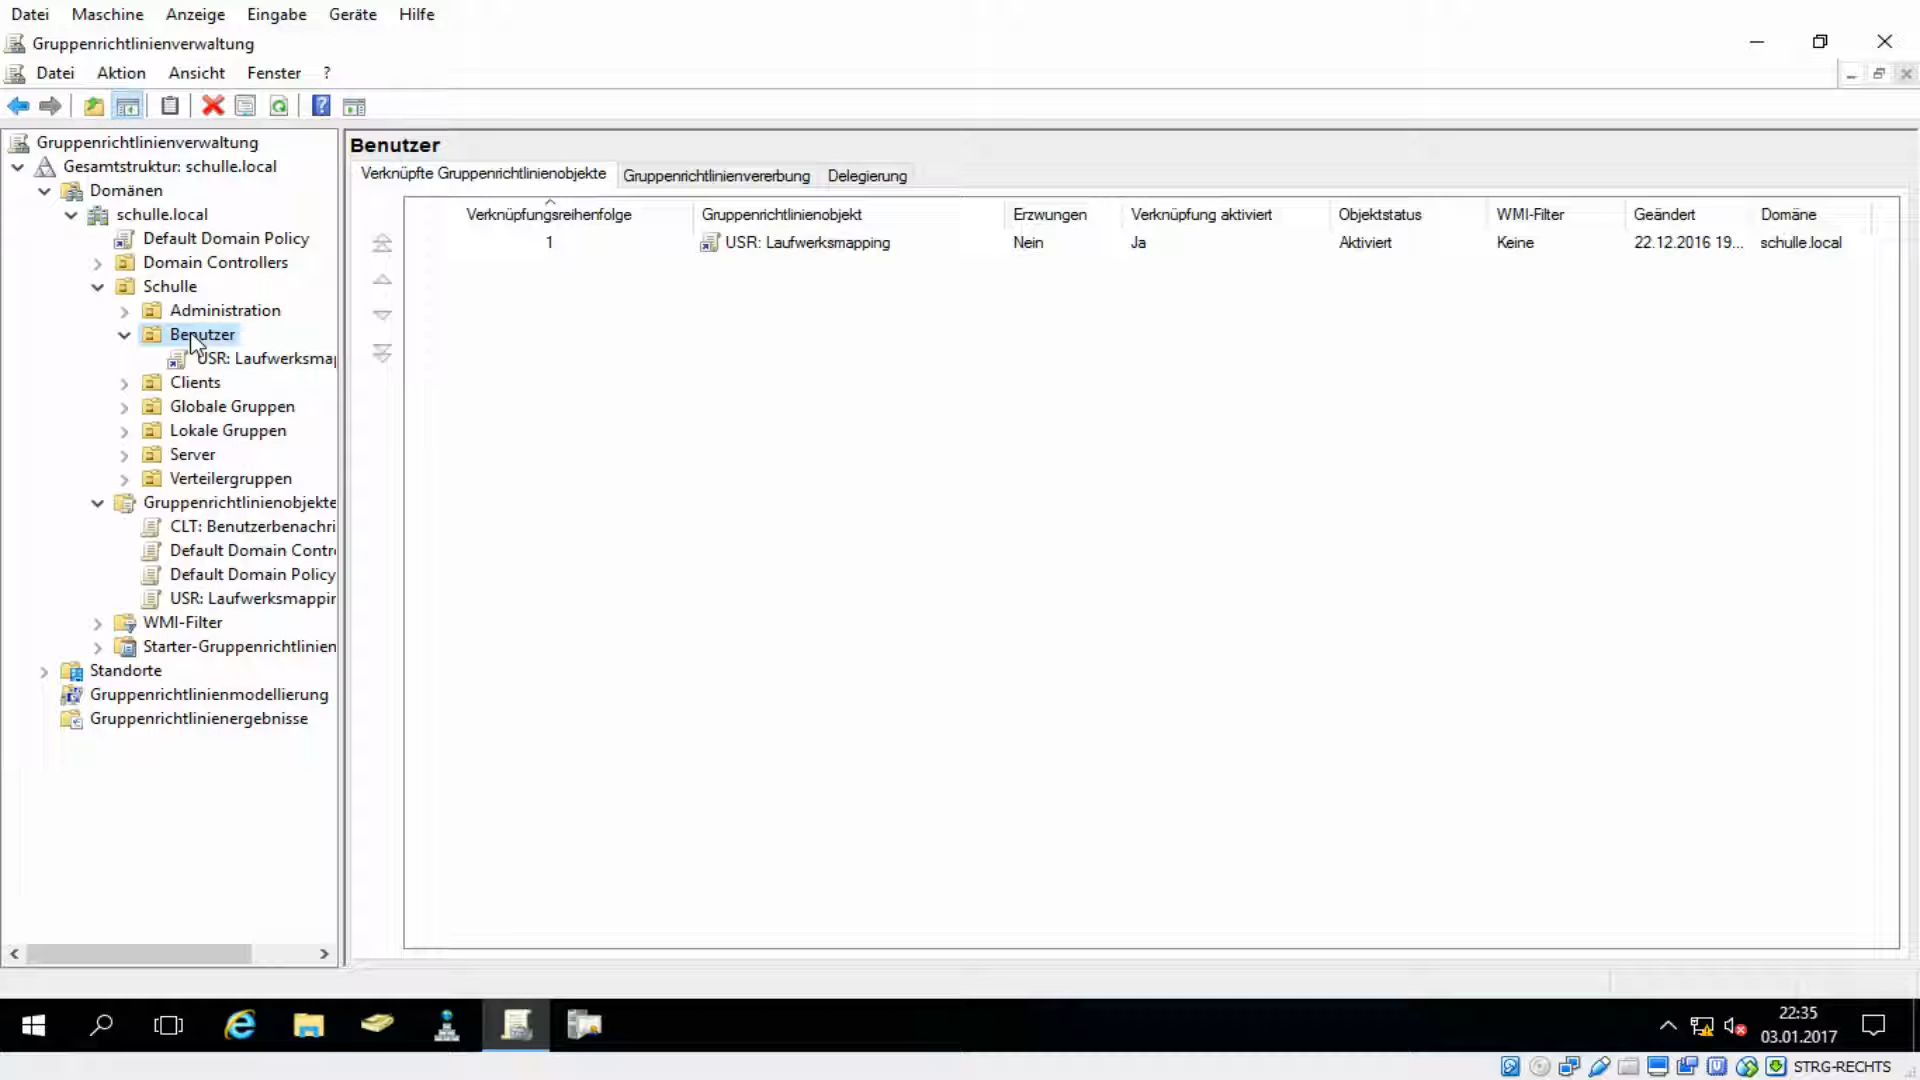 Datei Maschine Anzeige Eingabe Geräte Hilfe
Gruppenrichtlinienverwaltung
Datei Aktion Ansicht Fenster ?
Gruppenrichtlinienverwaltung
Gesamtstruktur: schulle.local
Domänen
schulle.local
Default Domain Policy
Domain Controllers
Schulle
Administration
Benutzer
USR: Laufwerksmap
Clients
Globale Gruppen
Lokale Gruppen
Server
Verteilergruppen
Gruppenrichtlinienobjekte
CLT: Benutzerbenachri
Default Domain Contr
Default Domain Policy
USR: Laufwerksmappin
WMI-Filter
Starter-Gruppenrichtlinien
Standorte
Gruppenrichtlinienmodellierung
Gruppenrichtlinienergebnisse
Benutzer
Verknüpfte Gruppenrichtlinienobjekte Gruppenrichtlinienvererbung Delegierung
Verknüpfungsreihenfolge Gruppenrichtlinienobjekt Erzwungen Verknüpfung aktiviert Objektstatus WMI-Filter Geändert Domäne
1 USR: Laufwerksmapping Nein Ja Aktiviert Keine 22.12.2016 19... schulle.local
22:35
03.01.2017
STRG-RECHTS